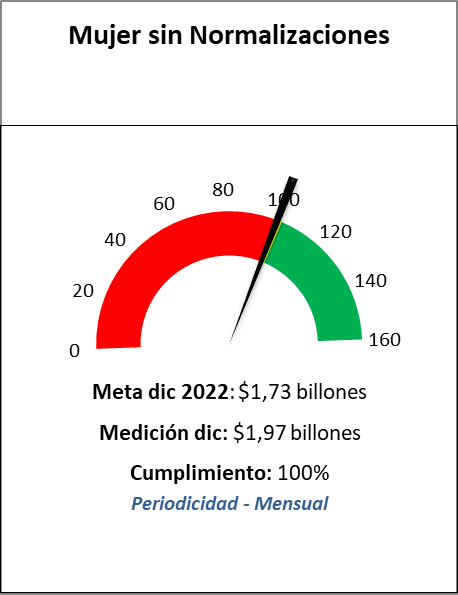 Mujer sin Normalizaciones
80
60
100
40
120
20
140
0
160
Meta dic 2022: $1,73 billones
Medición dic: $1,97 billones
Cumplimiento: 100%
Periodicidad - Mensual